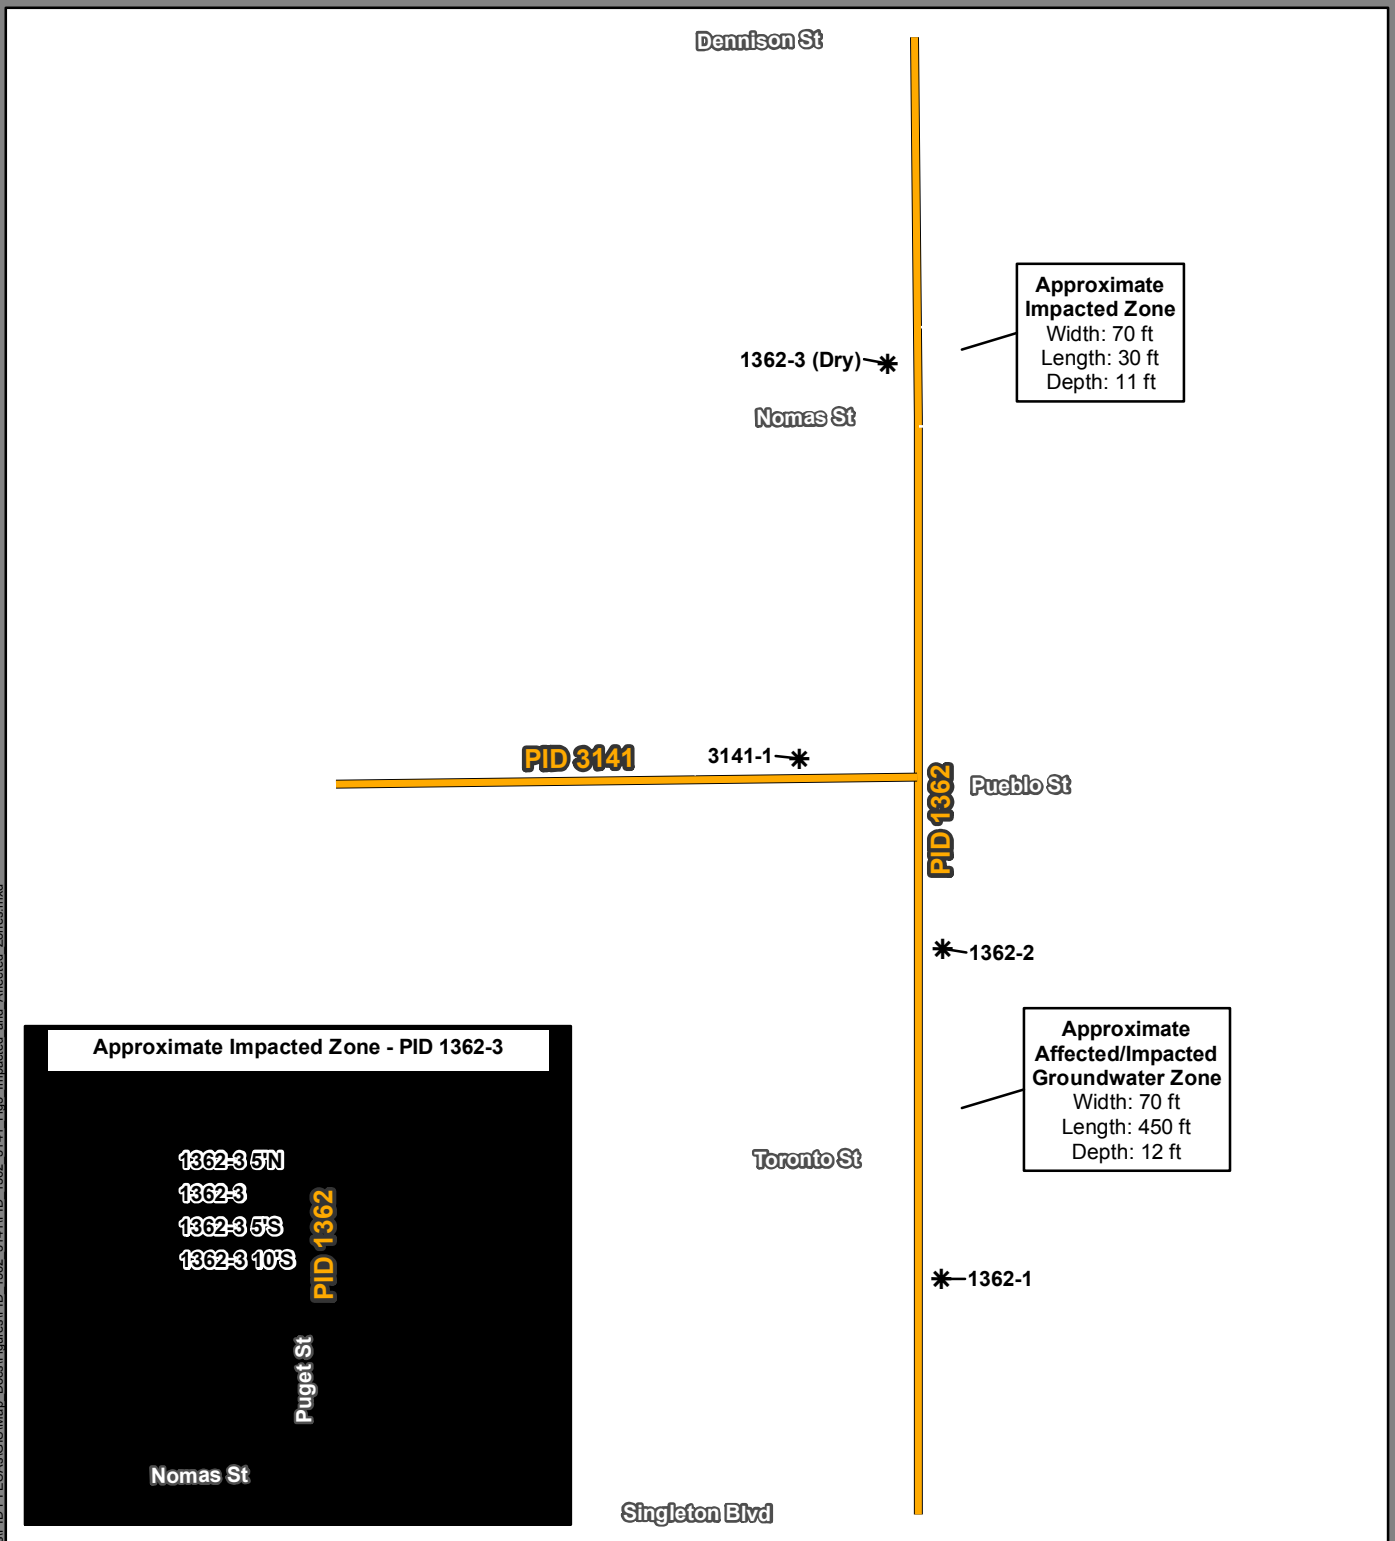 Dennison St
Approximate
Impacted Zone
Width: 70 ft
Length: 30 ft
Depth: 11 ft
1362-3 (Dry)
Nomas St
PID 3141
3141-1
PID 1362
Pueblo St
1362-2
Approximate
Affected/Impacted
Groundwater Zone
Width: 70 ft
Length: 450 ft
Depth: 12 ft
Toronto St
1362-1
Singleton Blvd
Approximate Impacted Zone - PID 1362-3
1362-3 5'N
1362-3
1362-3 5'S
1362-3 10'S
PID 1362
Puget St
Nomas St